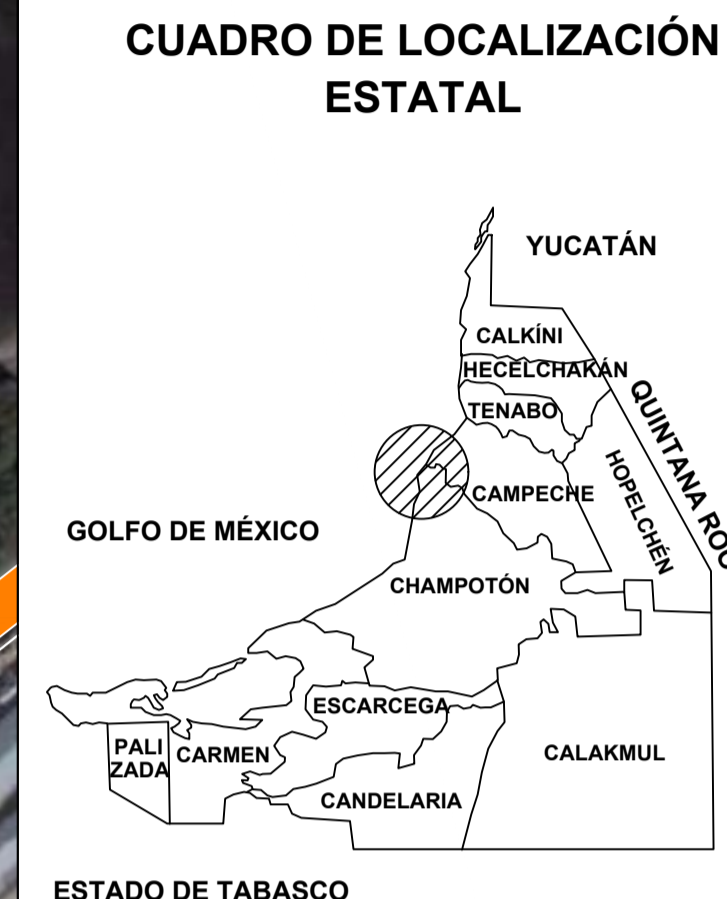 CUADRO DE LOCALIZACIÓN
ESTATAL
YUCATÁN
CALKÍNI
HECELCHAKÁN
TENABO
QUINTANA ROO
HOPELCHÉN
CAMPECHE
GOLFO DE MÉXICO
CHAMPOTÓN
ESCARCEGA
PALI
ZADA
CARMEN
CALAKMUL
CANDELARIA
ESTADO DE TABASCO